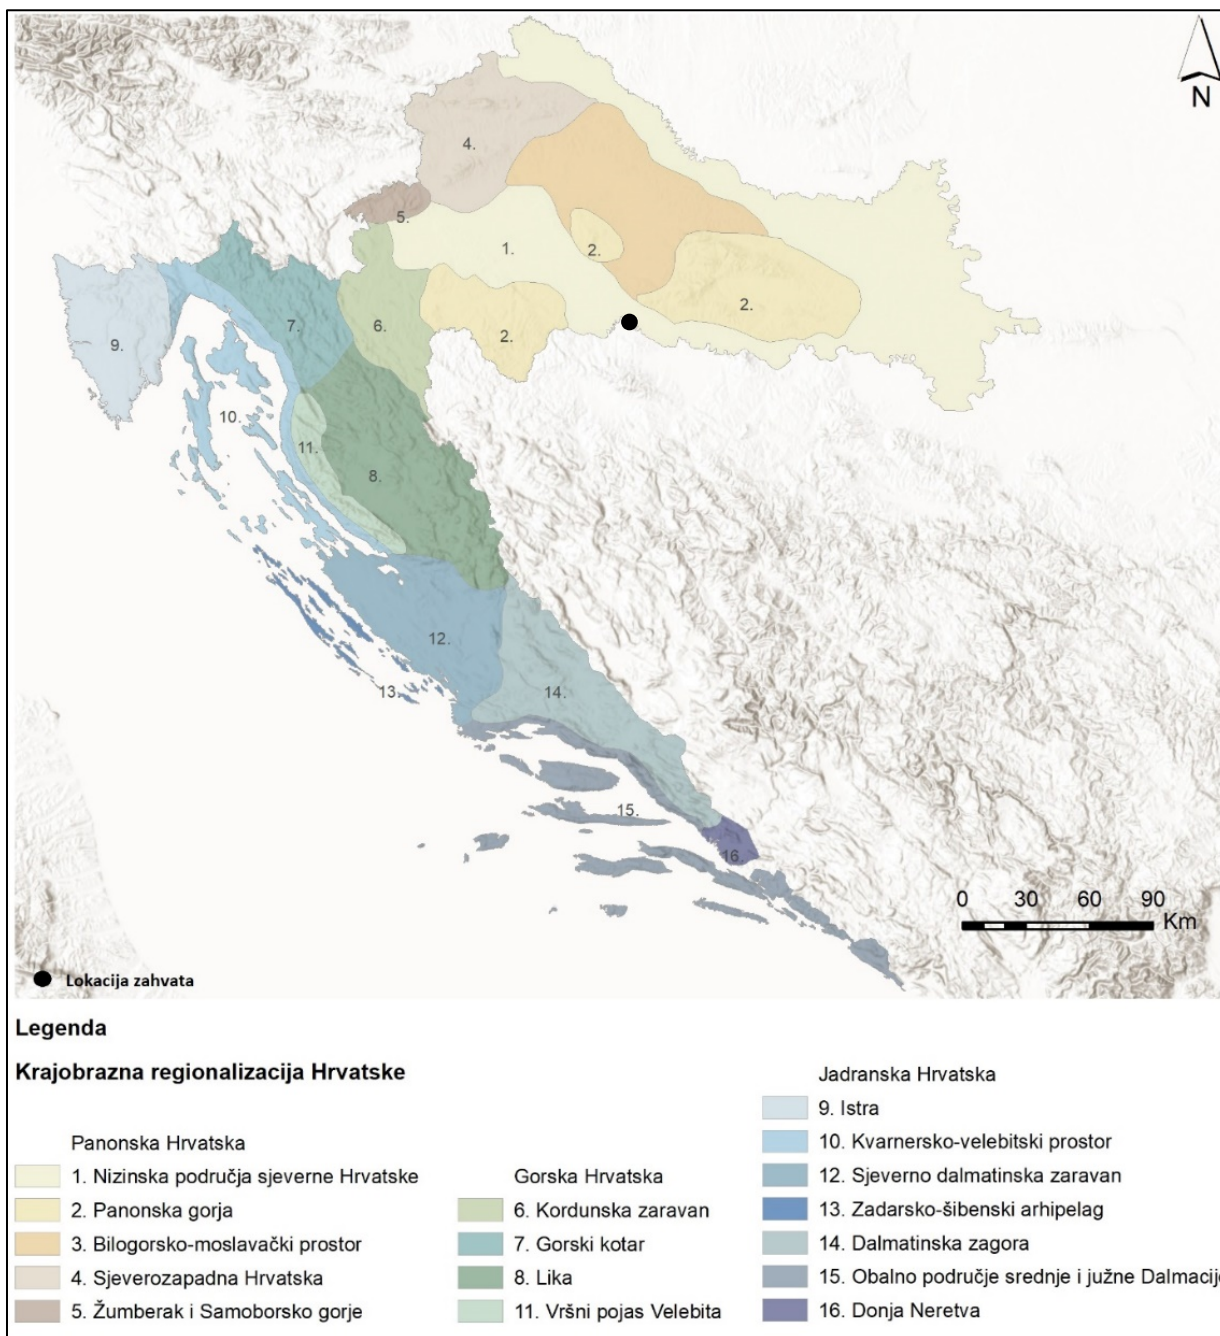 N
4.
5.
1.
2.
2.
7.
6.
2.
9.
10.
11.
8.
12.
13.
14.
15.
16.
0 30 60 90
Km
Lokacija zahvata
Legenda
Krajobrazna regionalizacija Hrvatske
Panonska Hrvatska
1. Nizinska područja sjeverne Hrvatske
2. Panonska gorja
3. Bilogorsko-moslavački prostor
4. Sjeverozapadna Hrvatska
5. Žumberak i Samoborsko gorje
Gorska Hrvatska
6. Kordunska zaravan
7. Gorski kotar
8. Lika
11. Vršni pojas Velebita
Jadranska Hrvatska
9. Istra
10. Kvarnersko-velebitski prostor
12. Sjeverno dalmatinska zaravan
13. Zadarsko-šibenski arhipelag
14. Dalmatinska zagora
15. Obalno područje srednje i južne Dalmacije
16. Donja Neretva